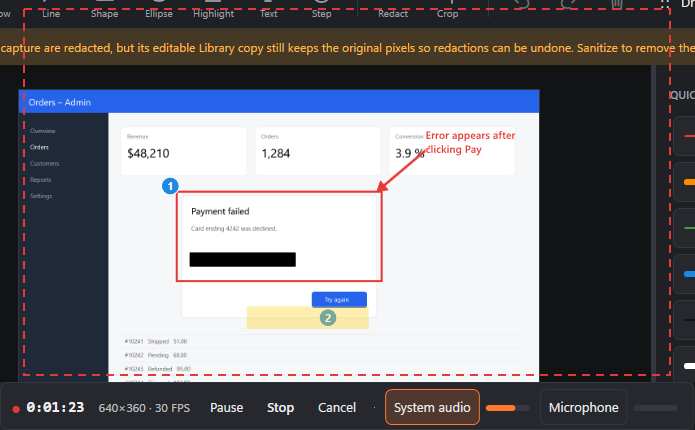 Line Shape Ellipse Highlight Text Step Redact Crop
capture are redacted, but its editable Library copy still keeps the original pixels so redactions can be undone. Sanitize to remove the
QUIC
Orders – Admin
Overview
Orders
Customers
Reports
Settings
Revenue
$48,210
Orders
1,284
Conversion
3.9 %
Error appears after
clicking Pay
1
Payment failed
Card ending 4242 was declined.
Try again
2
#10241 Shipped 51.00
#10242 Pending 68.00
#10243 Refunded 95.00
0:01:23 640×360 · 30 FPS Pause Stop Cancel · System audio Microphone